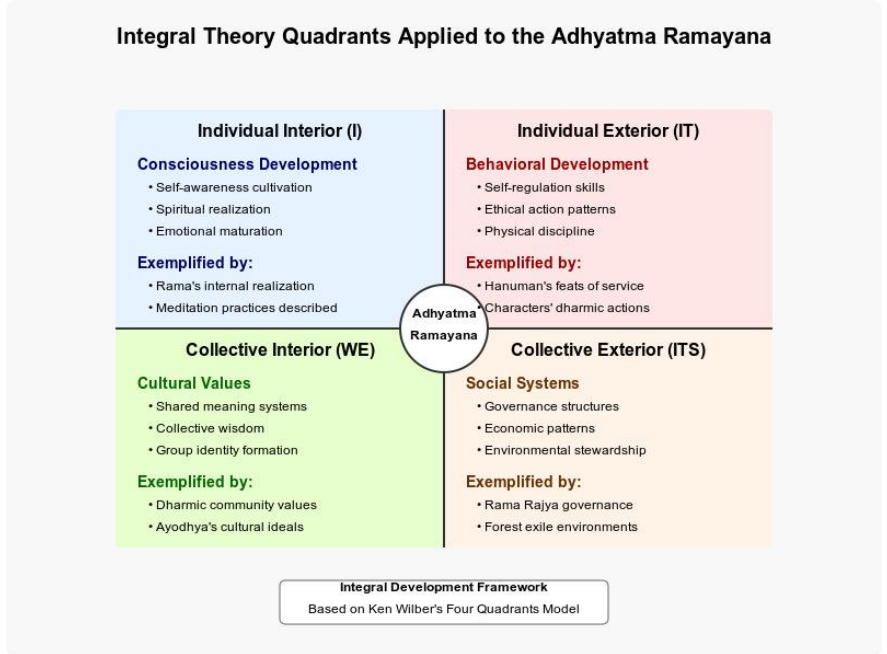 Integral Theory Quadrants Applied to the Adhyatma Ramayana
Individual Interior (I)
Consciousness Development
• Self-awareness cultivation
• Spiritual realization
• Emotional maturation
Exemplified by:
• Rama's internal realization
• Meditation practices described
Individual Exterior (IT)
Behavioral Development
• Self-regulation skills
• Ethical action patterns
• Physical discipline
Exemplified by:
• Hanuman's feats of service
• Characters' dharmic actions
Adhyatma
Ramayana
Collective Interior (WE)
Cultural Values
• Shared meaning systems
• Collective wisdom
• Group identity formation
Exemplified by:
• Dharmic community values
• Ayodhya's cultural ideals
Collective Exterior (ITS)
Social Systems
• Governance structures
• Economic patterns
• Environmental stewardship
Exemplified by:
• Rama Rajya governance
• Forest exile environments
Integral Development Framework
Based on Ken Wilber's Four Quadrants Model